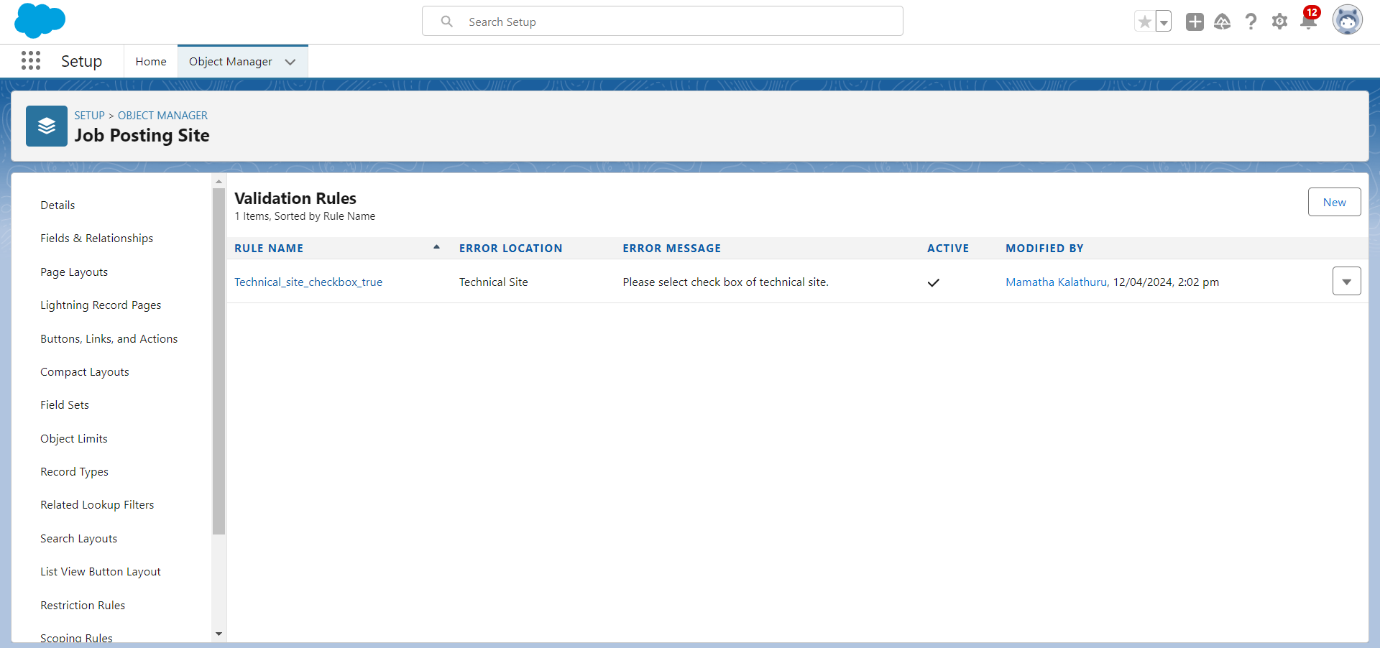 Search Setup
12
Setup
Home
Object Manager
SETUP > OBJECT MANAGER
Job Posting Site
Details
Fields & Relationships
Page Layouts
Lightning Record Pages
Buttons, Links, and Actions
Compact Layouts
Field Sets
Object Limits
Record Types
Related Lookup Filters
Search Layouts
List View Button Layout
Restriction Rules
Scoping Rules
Validation Rules
1 Items, Sorted by Rule Name
New
RULE NAME ERROR LOCATION ERROR MESSAGE ACTIVE MODIFIED BY
Technical_site_checkbox_true Technical Site Please select check box of technical site. Mamatha Kalathuru, 12/04/2024, 2:02 pm